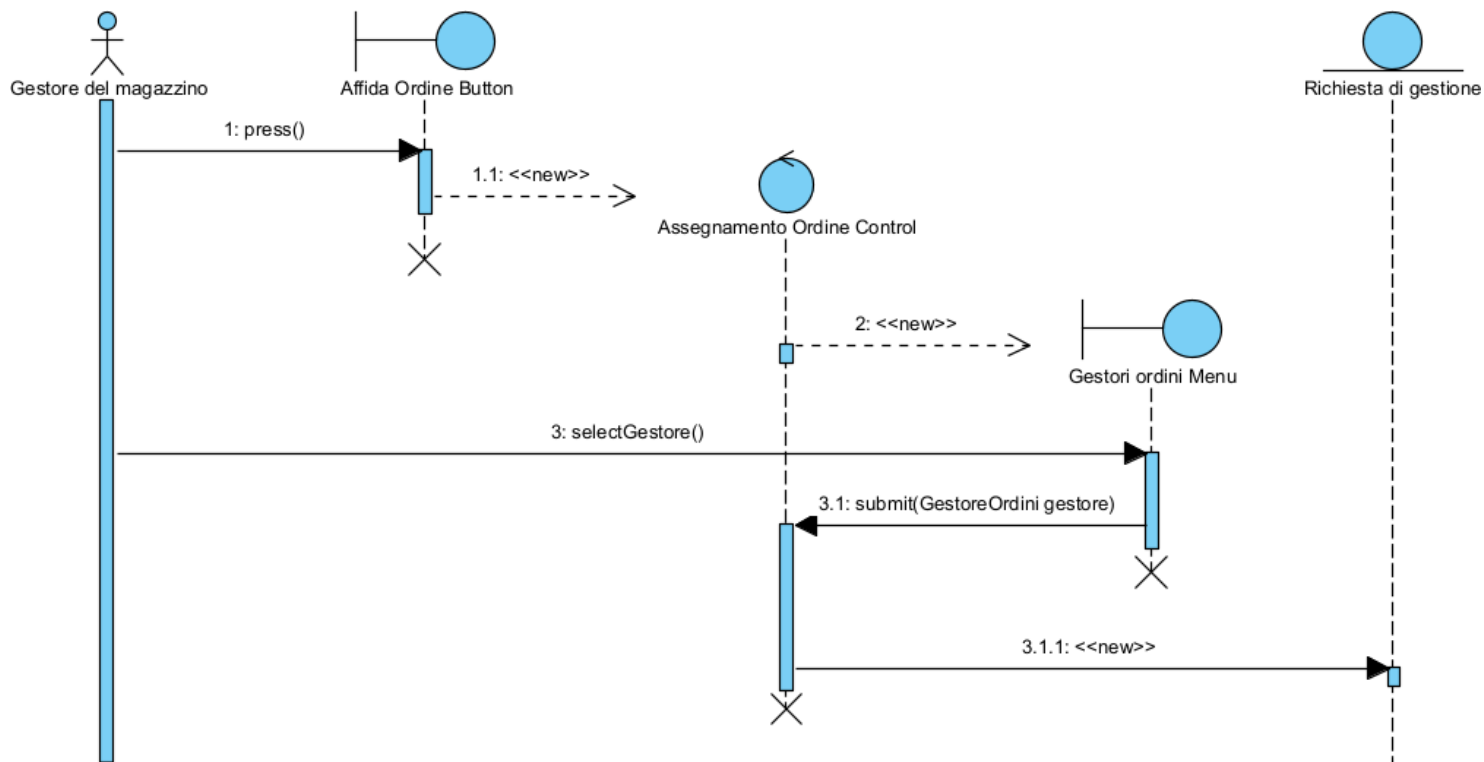 Gestore del magazzino
Affida Ordine Button
Richiesta di gestione
1: press()
1.1: <<new>>
Assegnamento Ordine Control
2: <<new>>
Gestori ordini Menu
3: selectGestore()
3.1: submit(GestoreOrdini gestore)
3.1.1: <<new>>